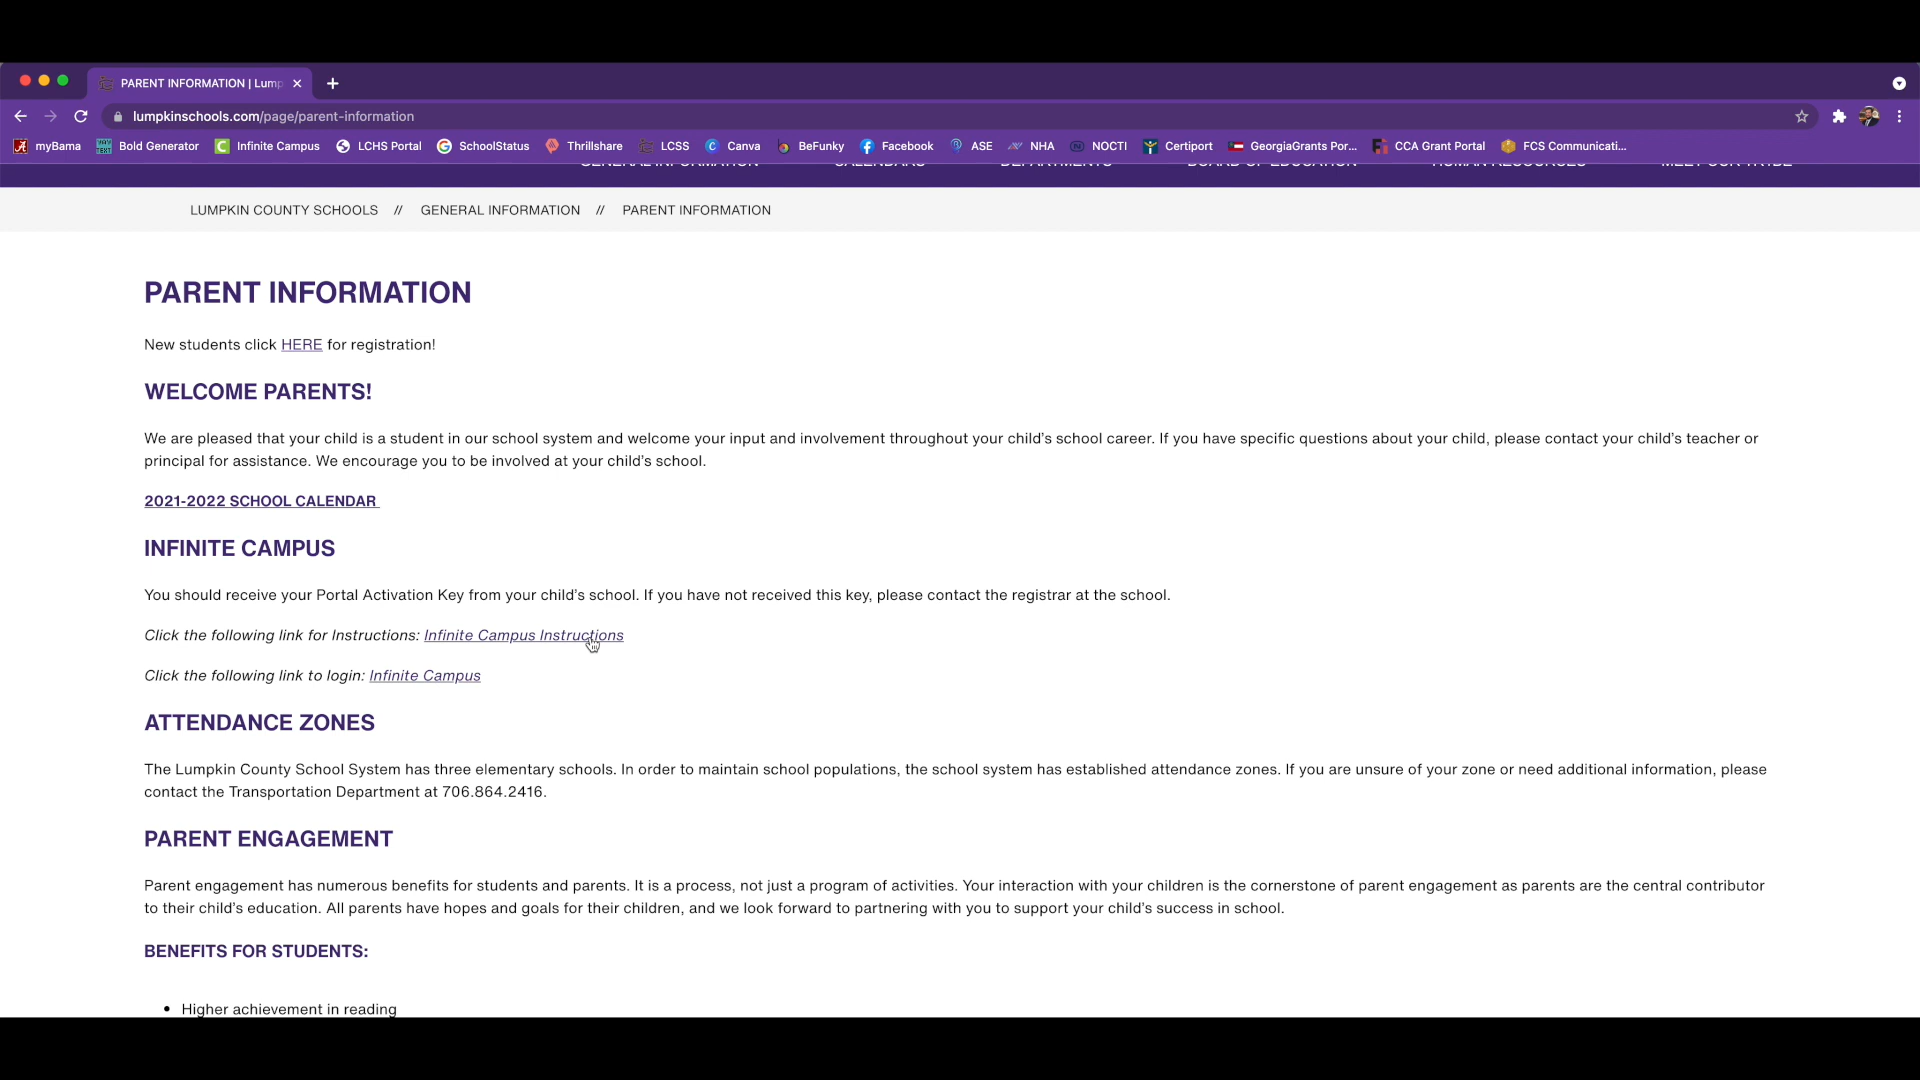 PARENT INFORMATION | Lump
lumpkinschools.com/page/parent-information
myBama Bold Generator Infinite Campus LCHS Portal SchoolStatus Thrillshare LCSS Canva BeFunky Facebook ASE NHA NOCTI Certiport GeorgiaGrants Por... CCA Grant Portal FCS Communicati...
GENERAL INFORMATION CALENDARS DEPARTMENTS BOARD OF EDUCATION HUMAN RESOURCES MEET OUR TRIBE
LUMPKIN COUNTY SCHOOLS // GENERAL INFORMATION // PARENT INFORMATION
PARENT INFORMATION
New students click HERE for registration!
WELCOME PARENTS!
We are pleased that your child is a student in our school system and welcome your input and involvement throughout your child's school career. If you have specific questions about your child, please contact your child's teacher or
principal for assistance. We encourage you to be involved at your child's school.
2021-2022 SCHOOL CALENDAR
INFINITE CAMPUS
You should receive your Portal Activation Key from your child's school. If you have not received this key, please contact the registrar at the school.
Click the following link for Instructions: Infinite Campus Instructions
Click the following link to login: Infinite Campus
ATTENDANCE ZONES
The Lumpkin County School System has three elementary schools. In order to maintain school populations, the school system has established attendance zones. If you are unsure of your zone or need additional information, please
contact the Transportation Department at 706.864.2416.
PARENT ENGAGEMENT
Parent engagement has numerous benefits for students and parents. It is a process, not just a program of activities. Your interaction with your children is the cornerstone of parent engagement as parents are the central contributor
to their child's education. All parents have hopes and goals for their children, and we look forward to partnering with you to support your child's success in school.
BENEFITS FOR STUDENTS:
• Higher achievement in reading